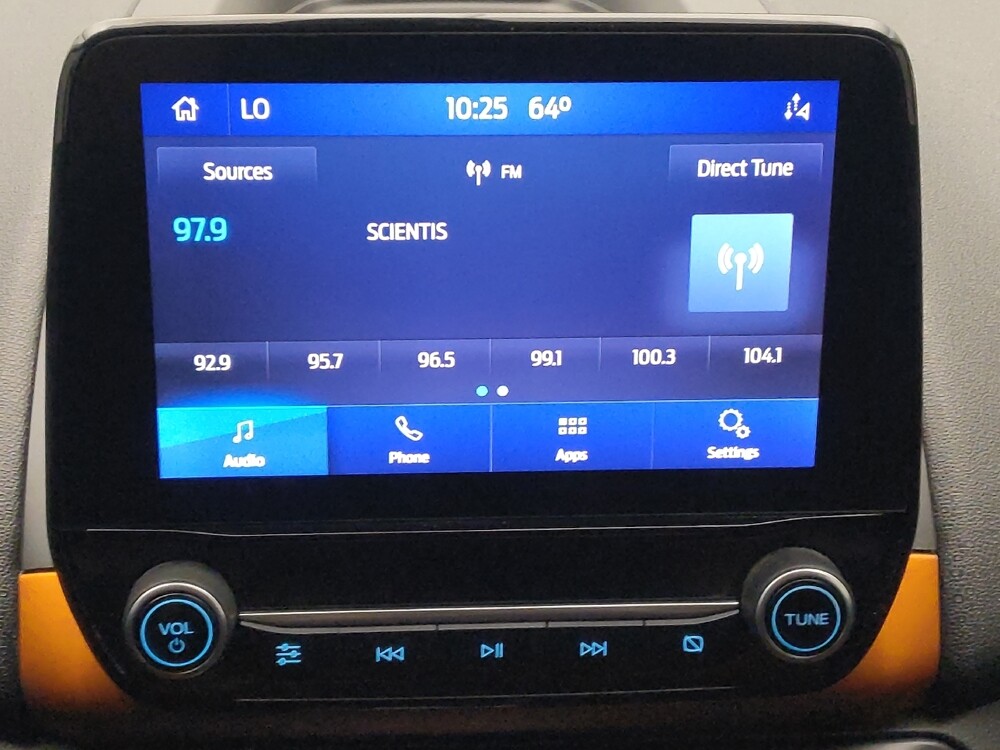 LO 10:25 64°
Sources FM Direct Tune
97.9 SCIENTIS
92.9 95.7 96.5 99.1 100.3 104.1
Audio Phone Apps Settings
VOL TUNE